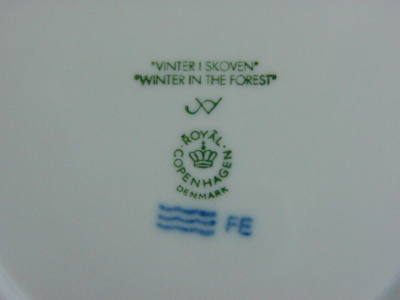 "VINTER I SKOVEN"
"WINTER IN THE FOREST"
ROYAL COPENHAGEN
DENMARK
FE